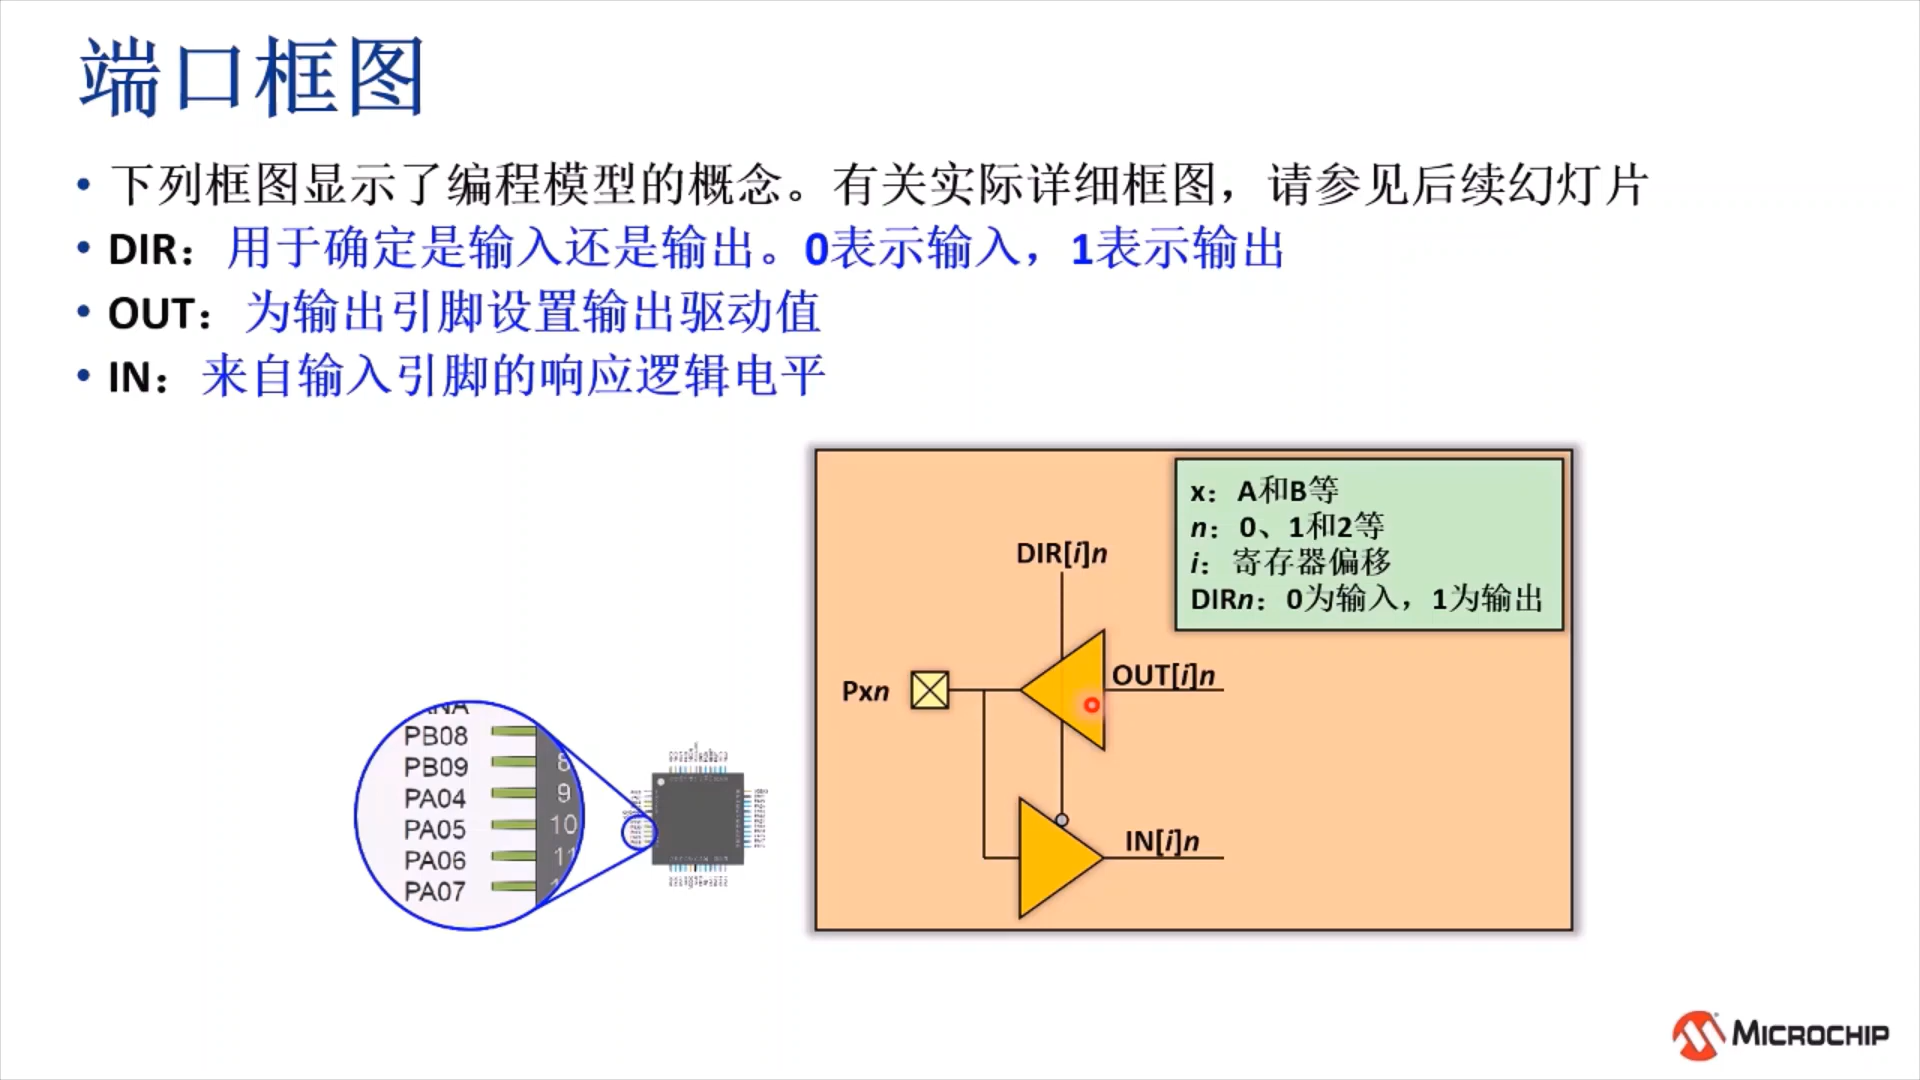 端口框图
• 下列框图显示了编程模型的概念。有关实际详细框图，请参见后续幻灯片
• DIR：用于确定是输入还是输出。0表示输入，1表示输出
• OUT：为输出引脚设置输出驱动值
• IN：来自输入引脚的响应逻辑电平
x：A和B等
n：0、1和2等
i：寄存器偏移
DIRn：0为输入，1为输出
DIR[i]n
OUT[i]n
Pxn
IN[i]n
PB08
PB09 8
PA04 9
PA05 10
PA06 11
PA07
MICROCHIP